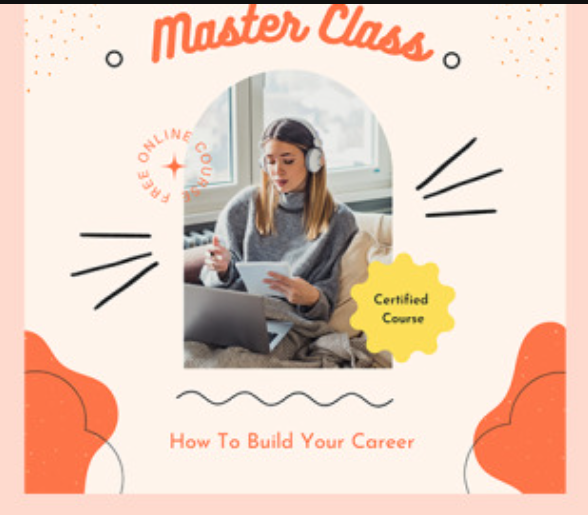 Master Class
FREE ONLINE COURSE
Certified
Course
How To Build Your Career